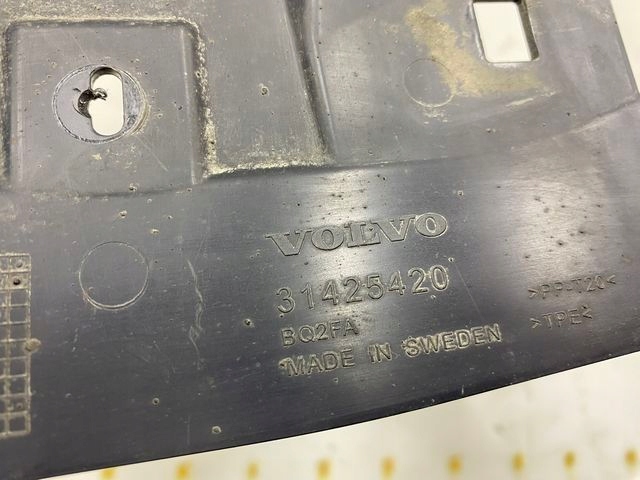 VOLVO
31425420
BQ2FA
MADE IN SWEDEN
>PP-T20<
>TPE<